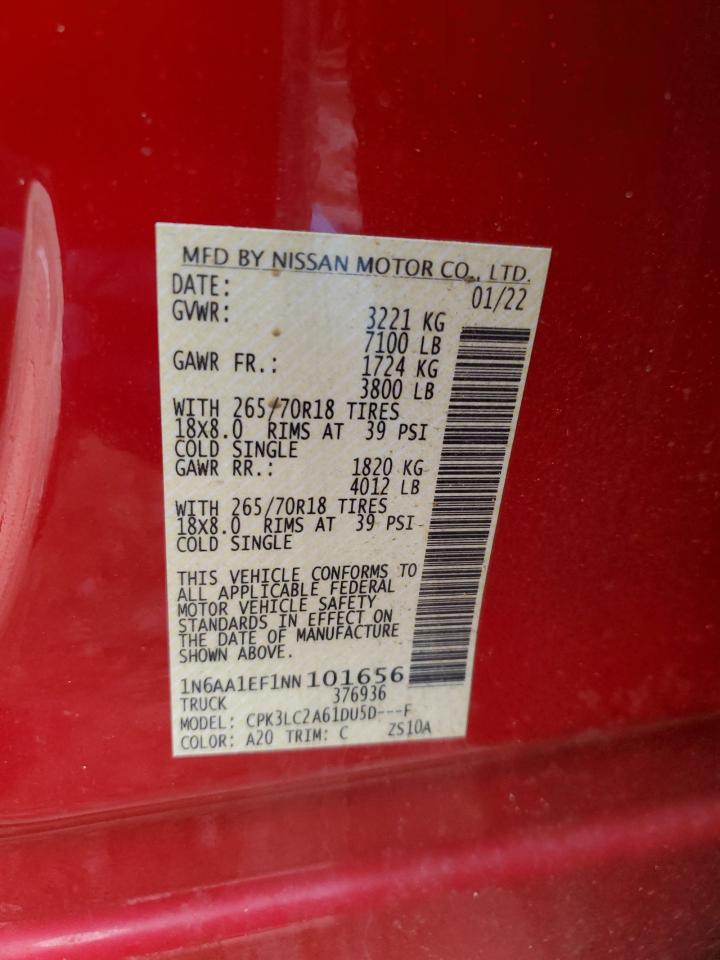 MFD BY NISSAN MOTOR CO., LTD.
DATE: 01/22
GVWR: 3221 KG
7100 LB
GAWR FR.: 1724 KG
3800 LB
WITH 265/70R18 TIRES
18X8.0 RIMS AT 39 PSI
COLD SINGLE
GAWR RR.: 1820 KG
4012 LB
WITH 265/70R18 TIRES
18X8.0 RIMS AT 39 PSI
COLD SINGLE
THIS VEHICLE CONFORMS TO
ALL APPLICABLE FEDERAL
MOTOR VEHICLE SAFETY
STANDARDS IN EFFECT ON
THE DATE OF MANUFACTURE
SHOWN ABOVE.
1N6AA1EF1NN101656
TRUCK 376936
MODEL: CPK3LC2A61DU5D---F
COLOR: A20 TRIM: C ZS10A